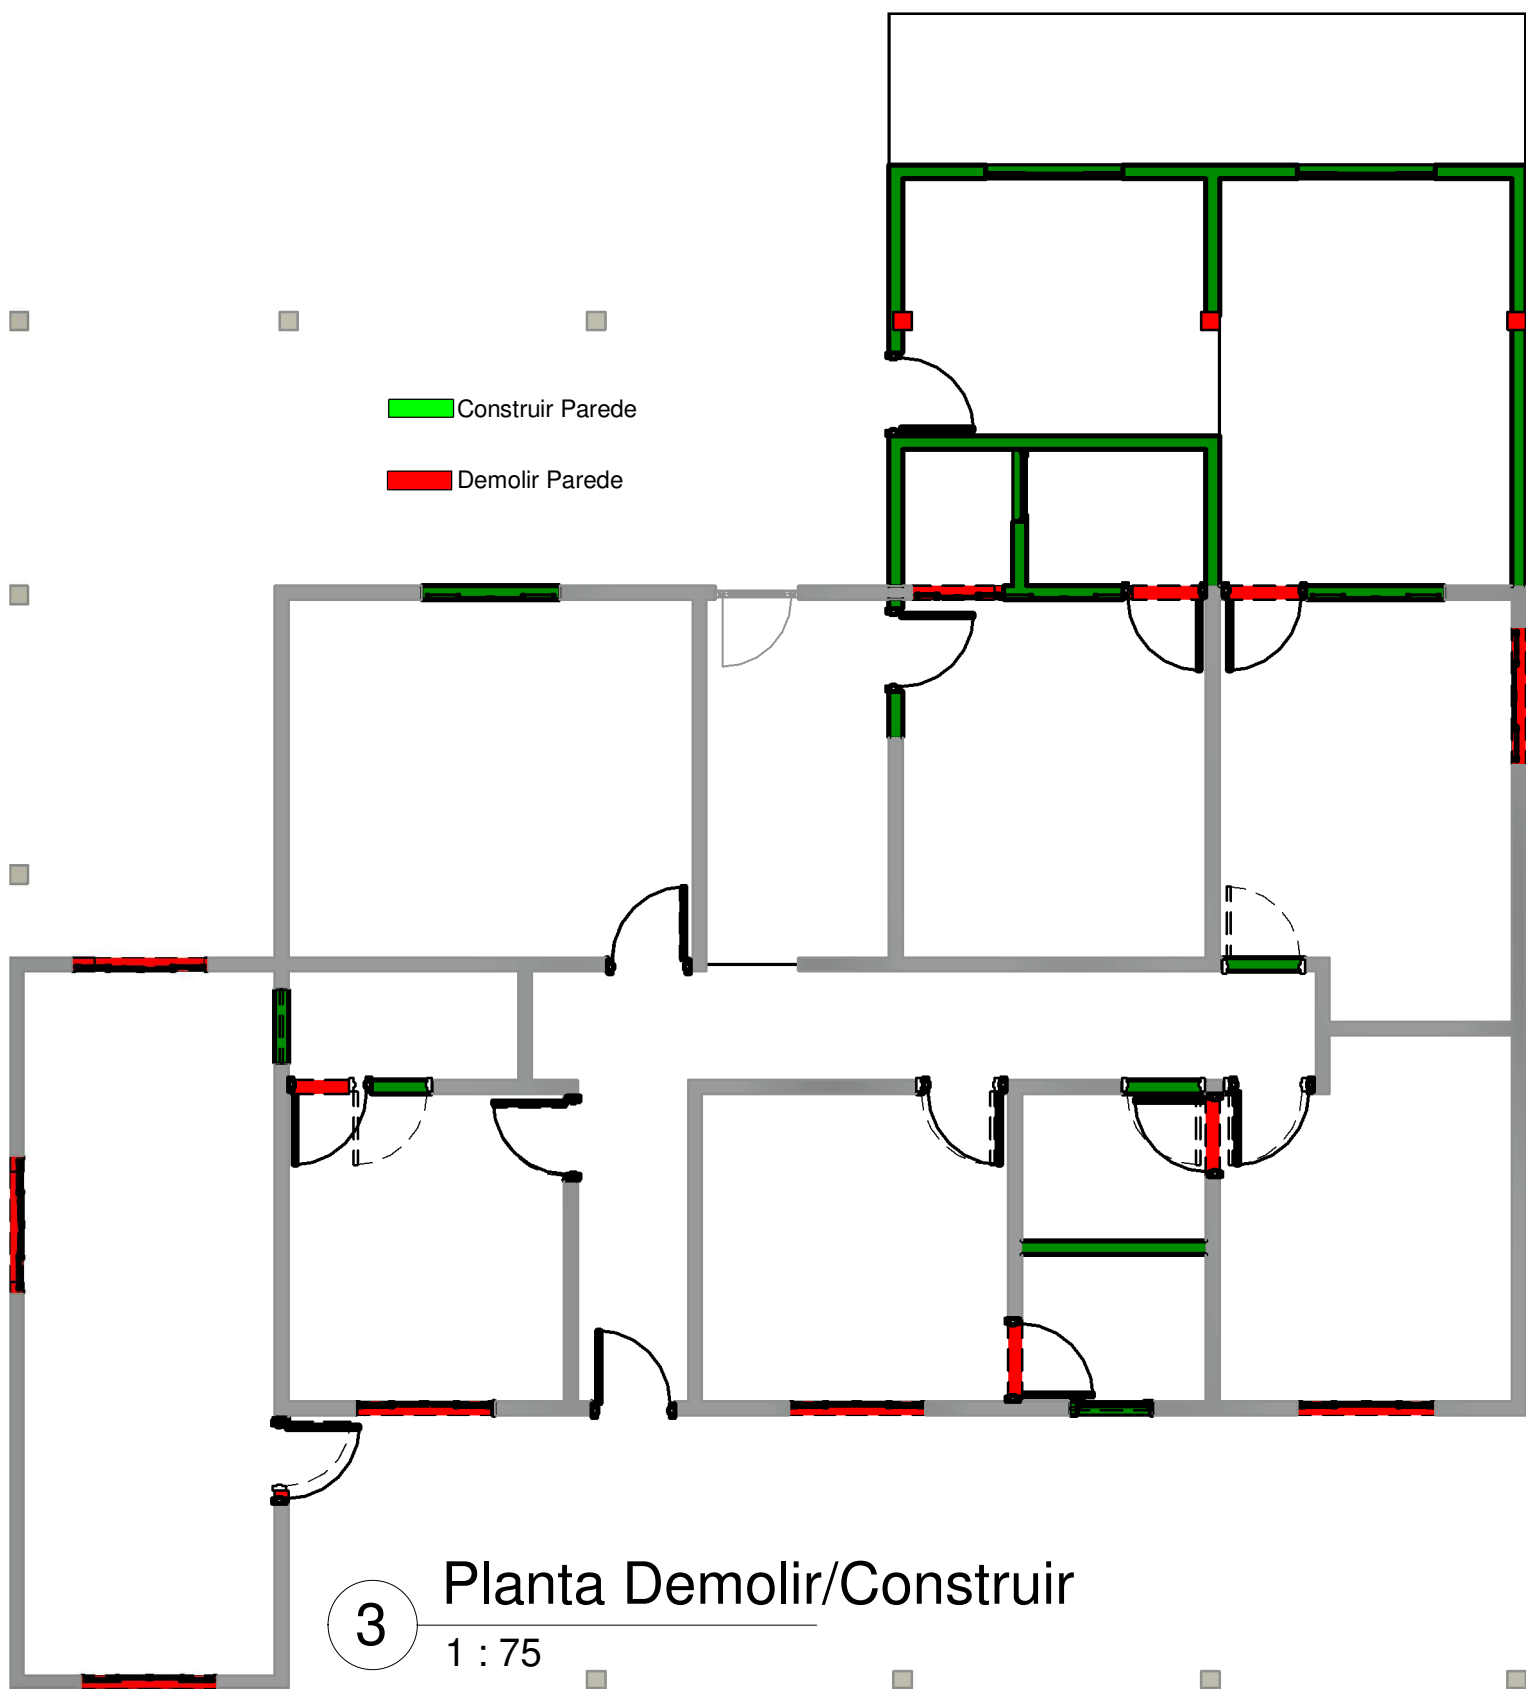 Construir Parede
Demolir Parede
Planta Demolir/Construir
3
1 : 75